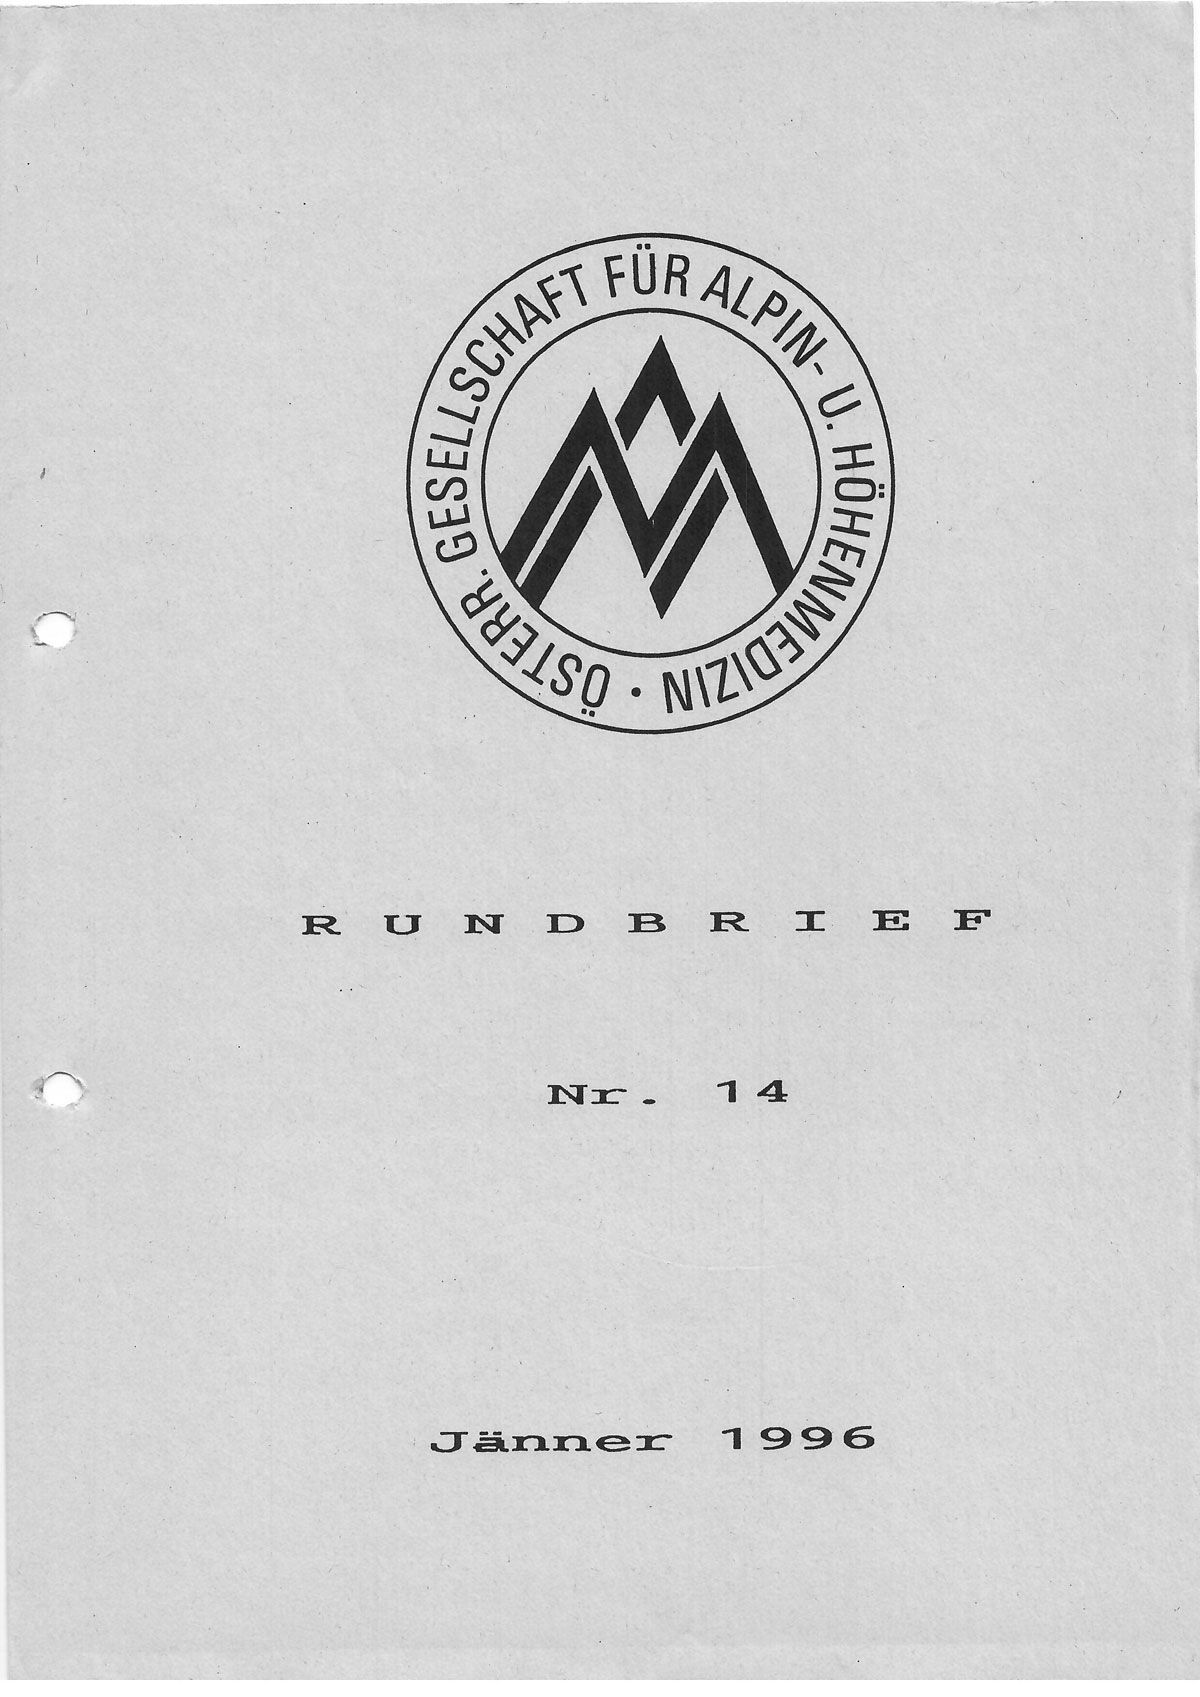 ÖSTERR. GESELLSCHAFT FÜR ALPIN- U. HÖHENMEDIZIN ·
RUNDBRIEF
Nr. 14
Jänner 1996